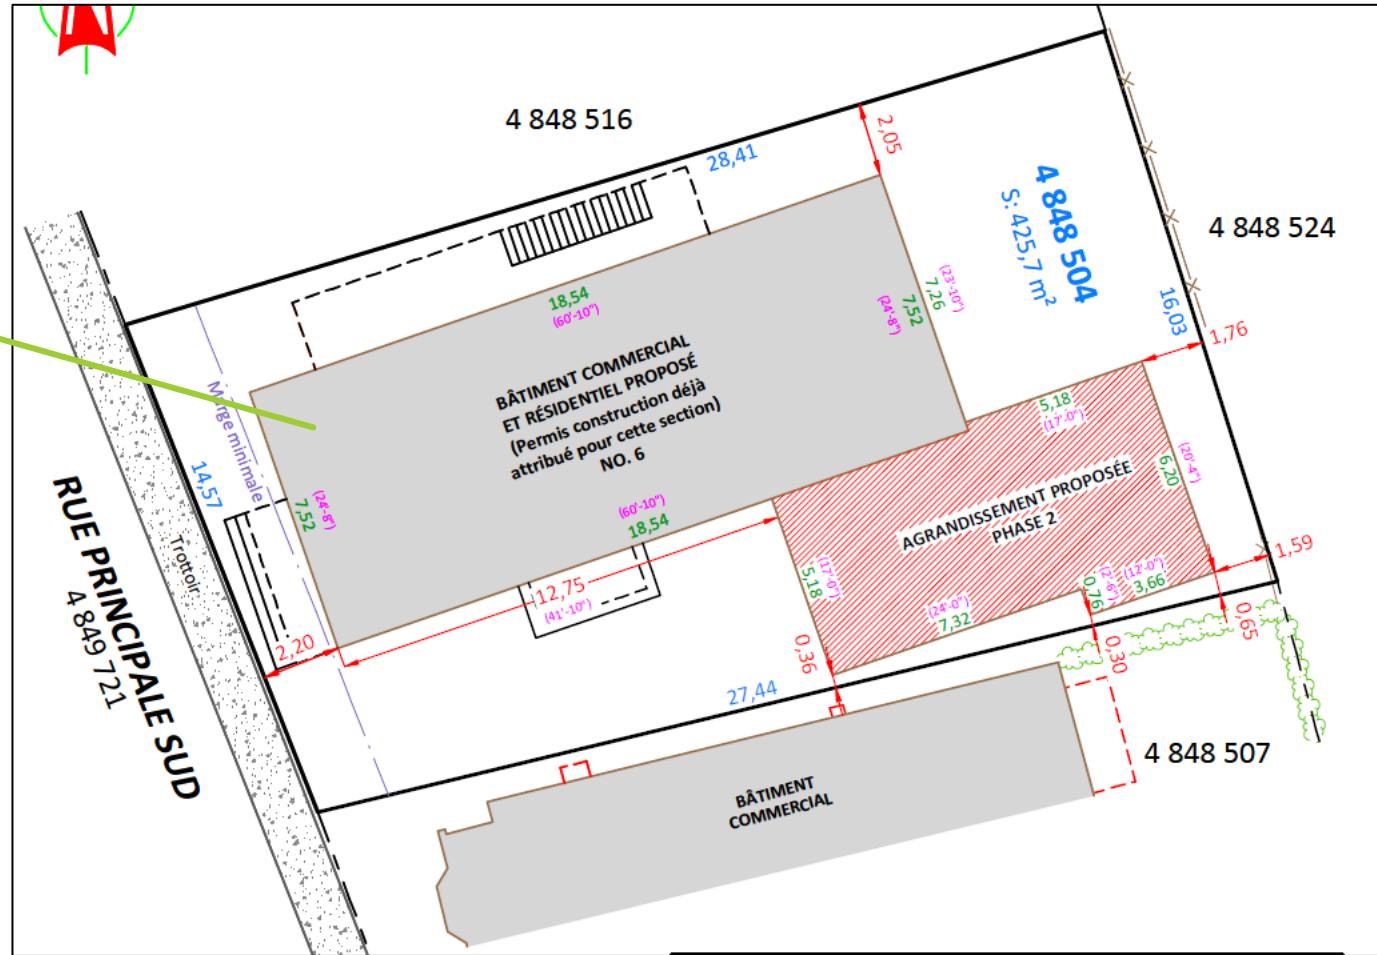 4 848 516
28,41
2,05
4 848 504
S: 425,7 m²
4 848 524
16,03
1,76
18,54
(60'-10")
(23'-10")
7,26
7,52
(24'-8")
BÂTIMENT COMMERCIAL
ET RÉSIDENTIEL PROPOSÉ
(Permis construction déjà
attribué pour cette section)
NO. 6
Marge minimale
14,57
RUE PRINCIPALE SUD
4 849 721
Trottoir
(24'-8")
7,52
(60'-10")
18,54
5,18
(17'-0")
(20'-4")
6,20
AGRANDISSEMENT PROPOSÉE
PHASE 2
1,59
12,75
(41'-10")
(17'-0")
5,18
(24'-0")
7,32
(2'-6")
0,76
(12'-0")
3,66
2,20
0,36
0,30
0,65
27,44
4 848 507
BÂTIMENT
COMMERCIAL